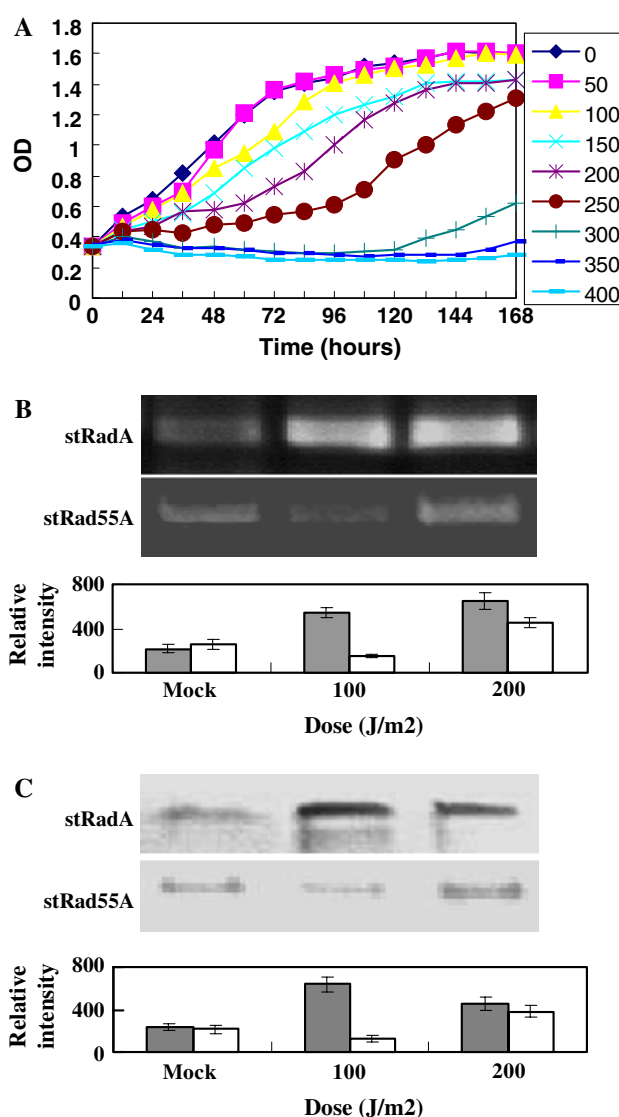 A
OD
1.8
1.6
1.4
1.2
1
0.8
0.6
0.4
0.2
0
0 24 48 72 96 120 144 168
Time (hours)
0
50
100
150
200
250
300
350
400
B
stRadA
stRad55A
Relative
intensity
800
400
0
Mock 100 200
Dose (J/m2)
C
stRadA
stRad55A
Relative
intensity
800
400
0
Mock 100 200
Dose (J/m2)